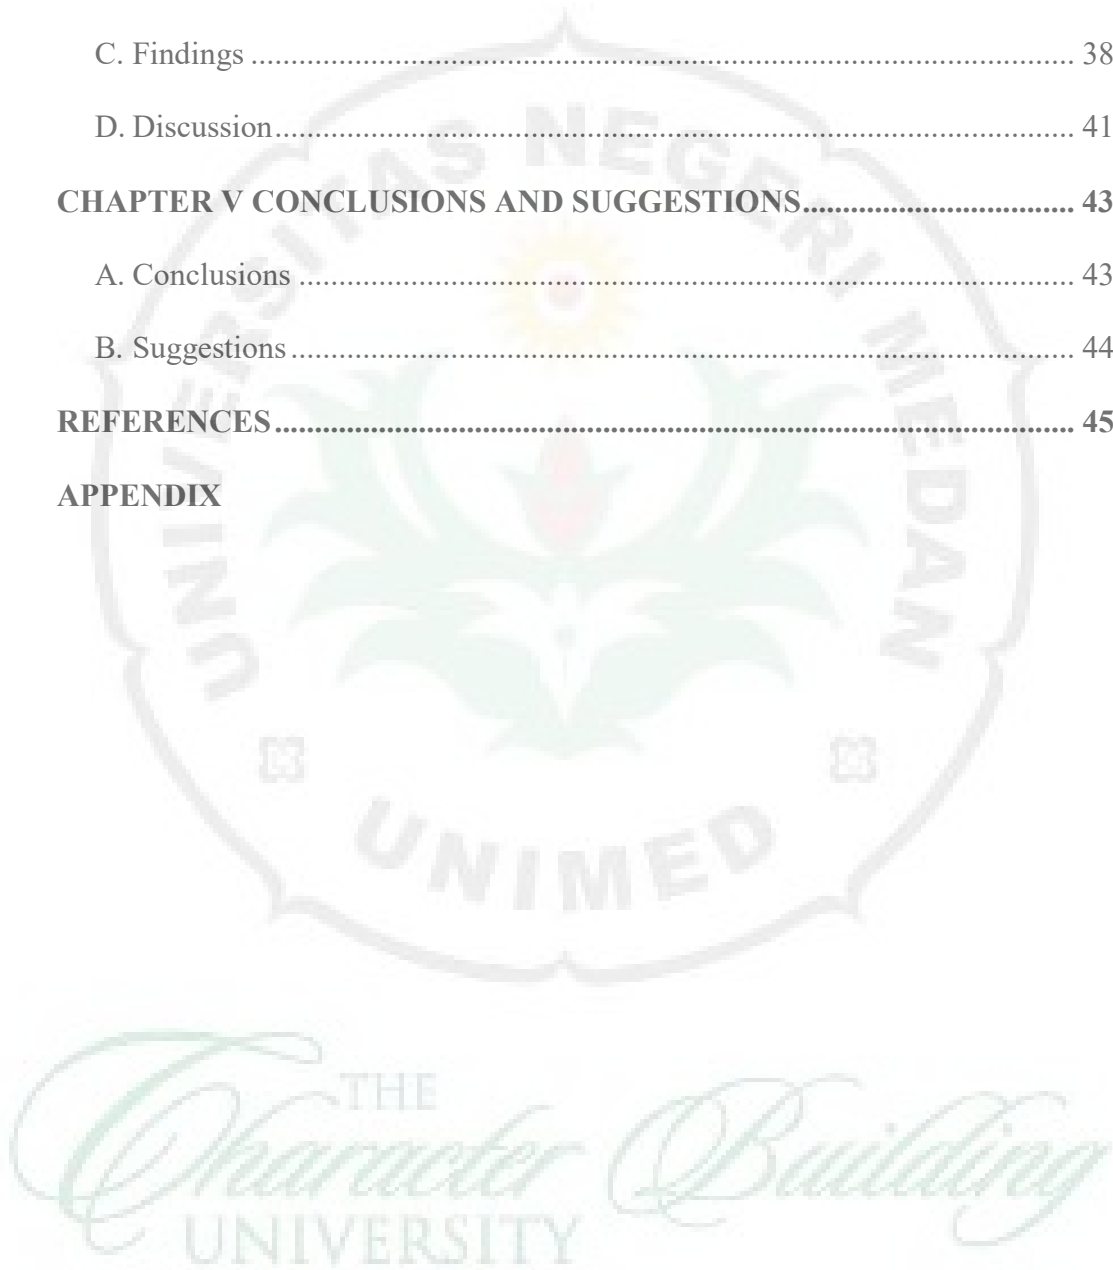 C. Findings ........................................................................................ 38
D. Discussion..................................................................................... 41
CHAPTER V CONCLUSIONS AND SUGGESTIONS................................ 43
A. Conclusions ................................................................................... 43
B. Suggestions ................................................................................... 44
REFERENCES..................................................................................... 45
APPENDIX
UNIVERSITAS NEGERI MEDAN
UNIMED
THE
Character Building
UNIVERSITY